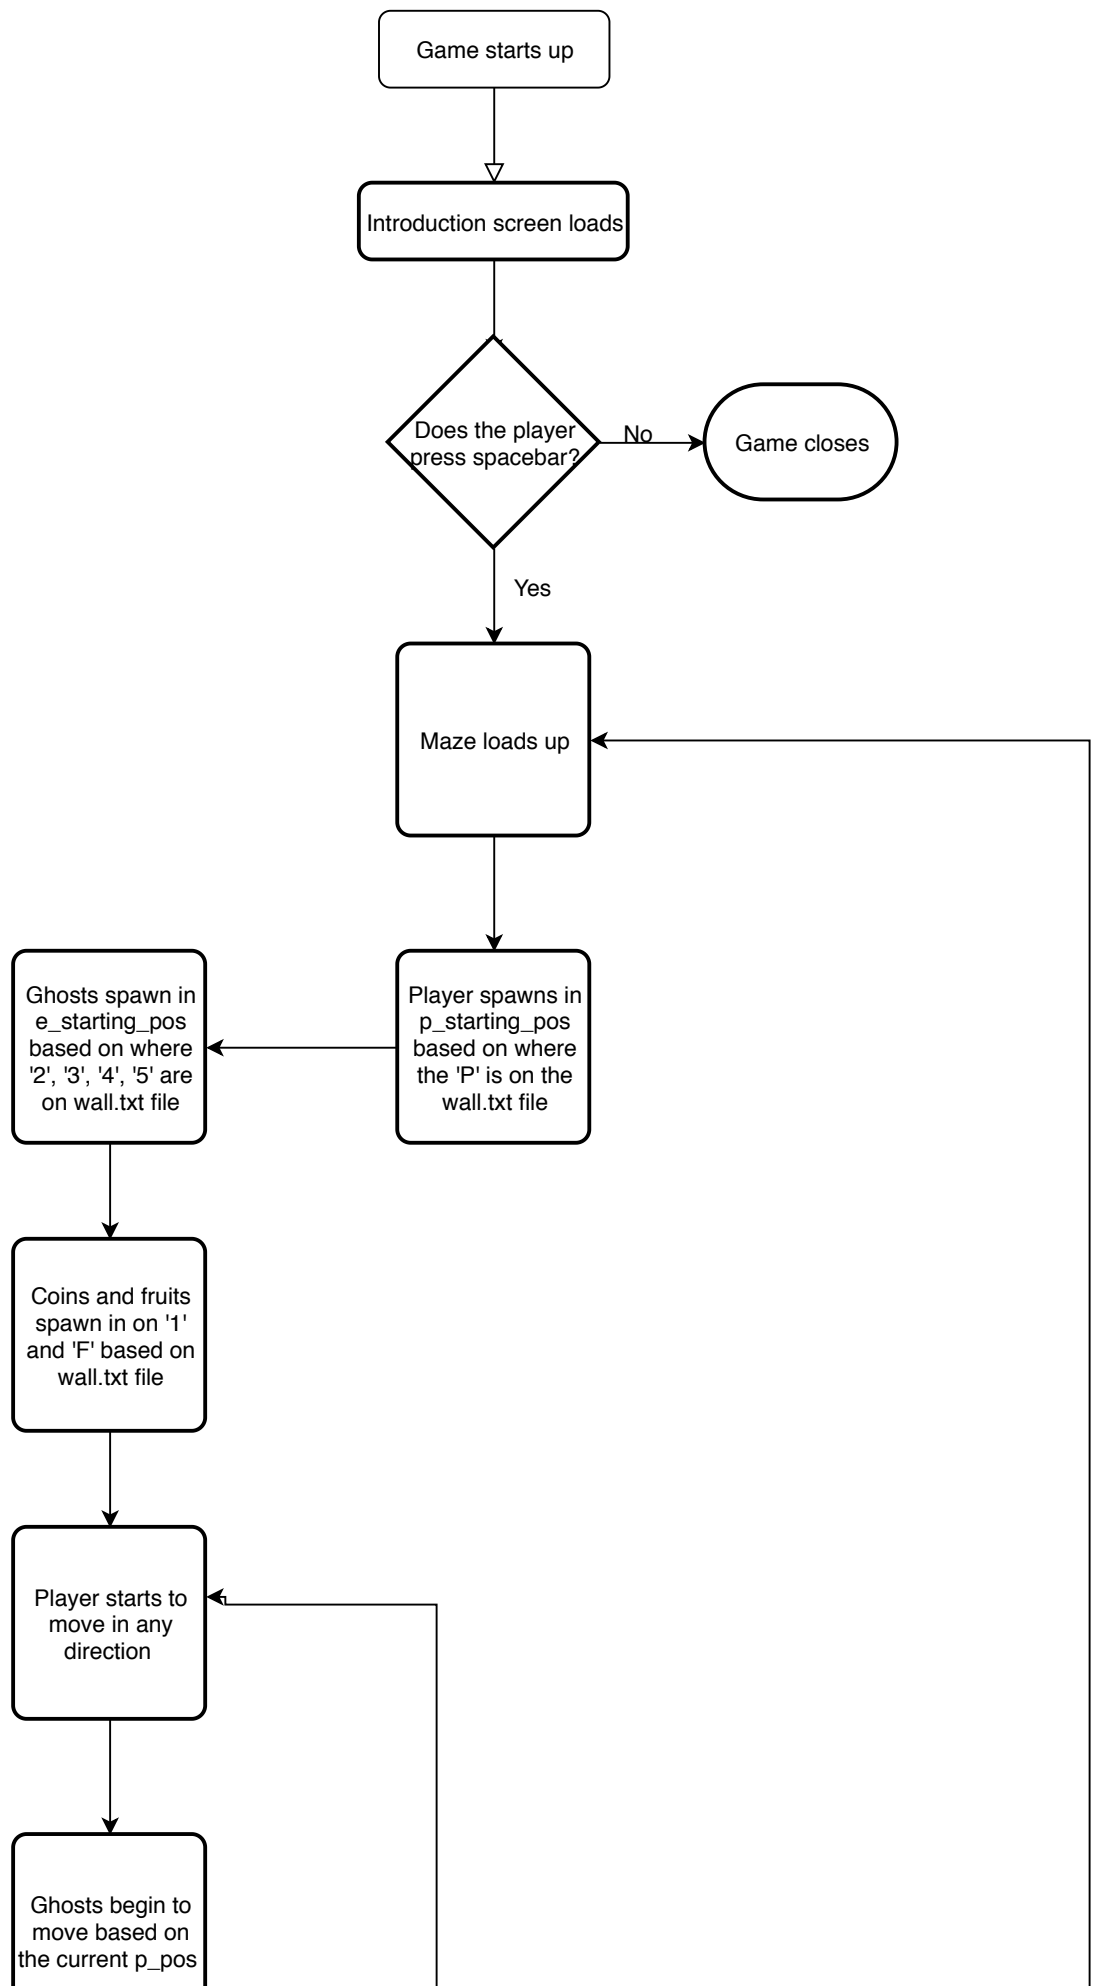 Game starts up
Introduction screen loads
Does the player
press spacebar?
No
Game closes
Yes
Maze loads up
Ghosts spawn in
e_starting_pos
based on where
'2', '3', '4', '5' are
on wall.txt file
Player spawns in
p_starting_pos
based on where
the 'P' is on the
wall.txt file
Coins and fruits
spawn in on '1'
and 'F' based on
wall.txt file
Player starts to
move in any
direction
Ghosts begin to
move based on
the current p_pos